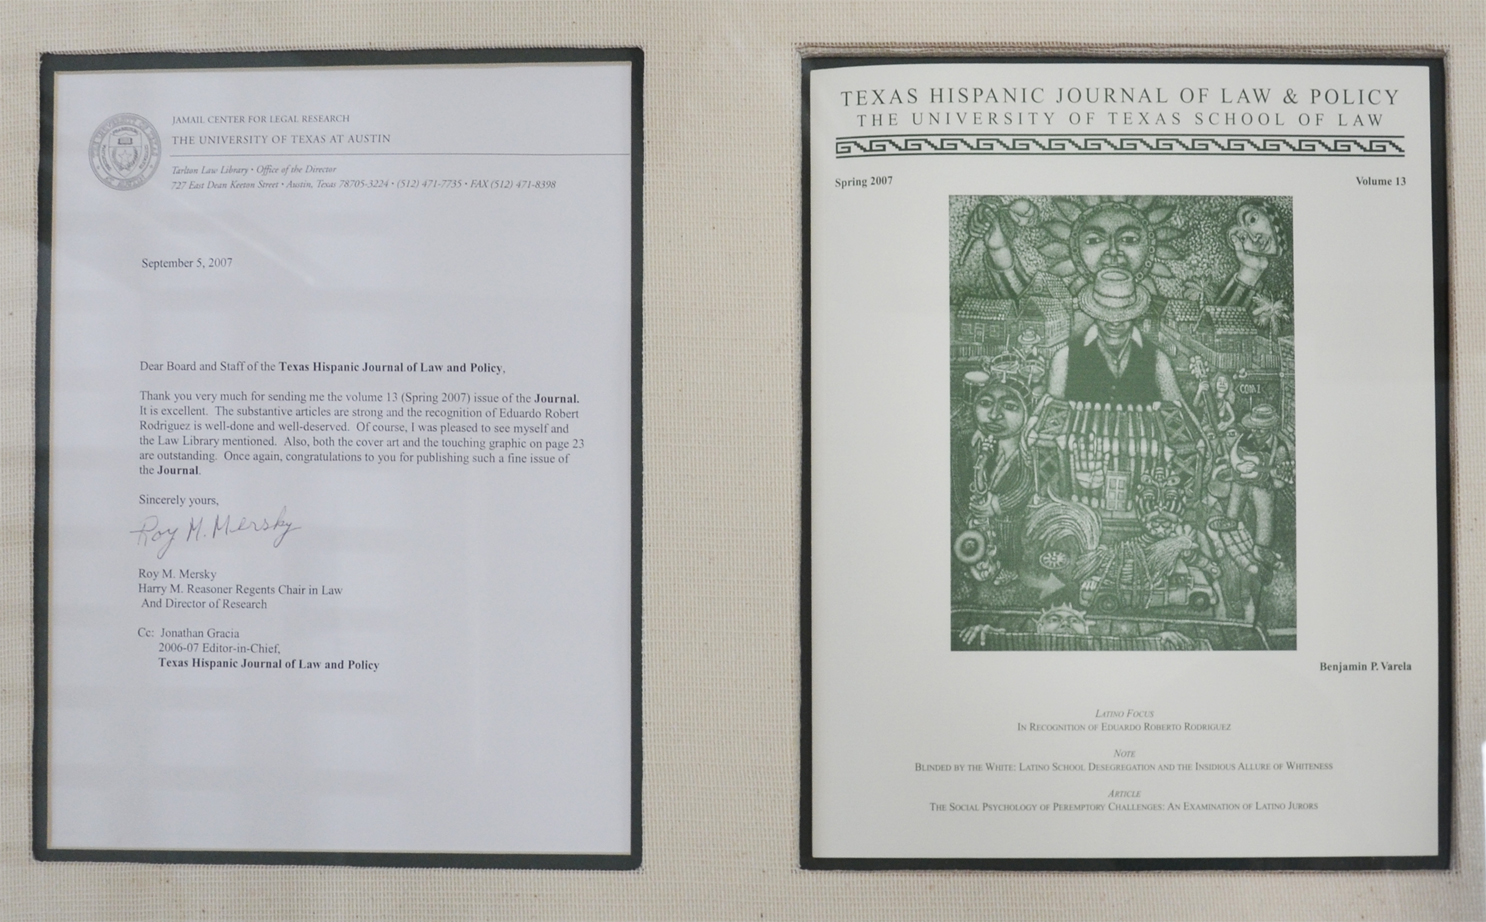 JAMAIL CENTER FOR LEGAL RESEARCH
THE UNIVERSITY OF TEXAS AT AUSTIN
Tarlton Law Library • Office of the Director
727 East Dean Keeton Street • Austin, Texas 78705-3224 • (512) 471-7735 • FAX (512) 471-8398
September 5, 2007
Dear Board and Staff of the Texas Hispanic Journal of Law and Policy,
Thank you very much for sending me the volume 13 (Spring 2007) issue of the Journal.
It is excellent. The substantive articles are strong and the recognition of Eduardo Robert
Rodriguez is well-done and well-deserved. Of course, I was pleased to see myself and
the Law Library mentioned. Also, both the cover art and the touching graphic on page 23
are outstanding. Once again, congratulations to you for publishing such a fine issue of
the Journal.
Sincerely yours,
Roy M. Mersky
Roy M. Mersky
Harry M. Reasoner Regents Chair in Law
And Director of Research
Cc: Jonathan Gracia
2006-07 Editor-in-Chief,
Texas Hispanic Journal of Law and Policy
TEXAS HISPANIC JOURNAL OF LAW & POLICY
THE UNIVERSITY OF TEXAS SCHOOL OF LAW
Spring 2007 Volume 13
Benjamin P. Varela
LATINO FOCUS
IN RECOGNITION OF EDUARDO ROBERTO RODRIGUEZ
NOTE
BLINDED BY THE WHITE: LATINO SCHOOL DESEGREGATION AND THE INSIDIOUS ALLURE OF WHITENESS
ARTICLE
THE SOCIAL PSYCHOLOGY OF PEREMPTORY CHALLENGES: AN EXAMINATION OF LATINO JURORS